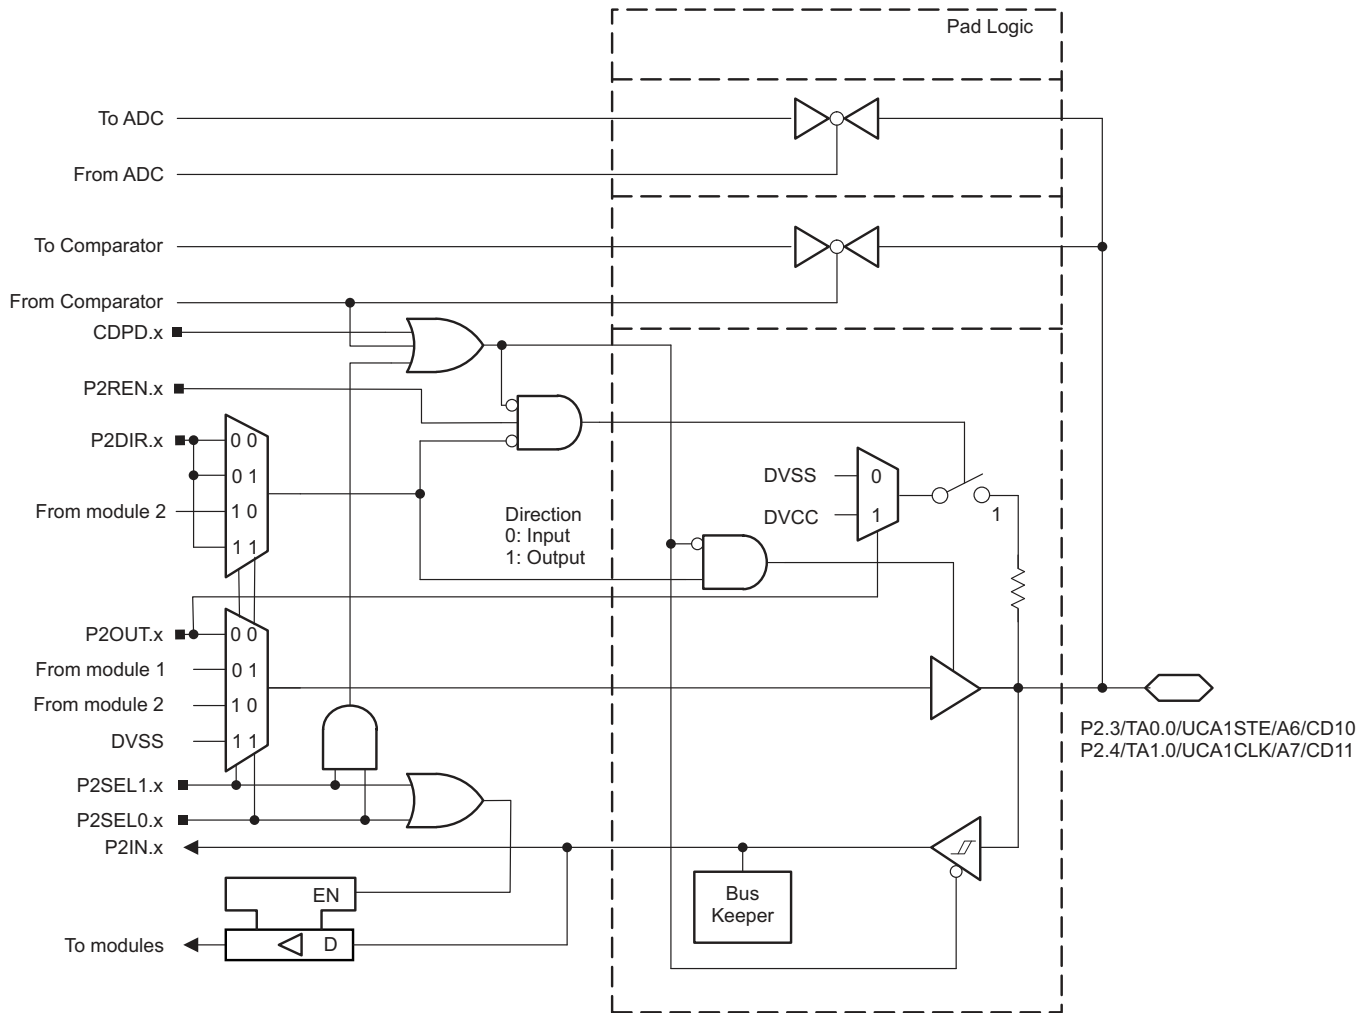 Pad Logic
To ADC
From ADC
To Comparator
From Comparator
CDPD.x
P2REN.x
P2DIR.x
0 0
0 1
From module 2
1 0
1 1
Direction
0: Input
1: Output
DVSS
0
DVCC
1
1
P2OUT.x
0 0
From module 1
0 1
From module 2
1 0
DVSS
1 1
P2.3/TA0.0/UCA1STE/A6/CD10
P2.4/TA1.0/UCA1CLK/A7/CD11
P2SEL1.x
P2SEL0.x
P2IN.x
Bus
Keeper
EN
To modules
D